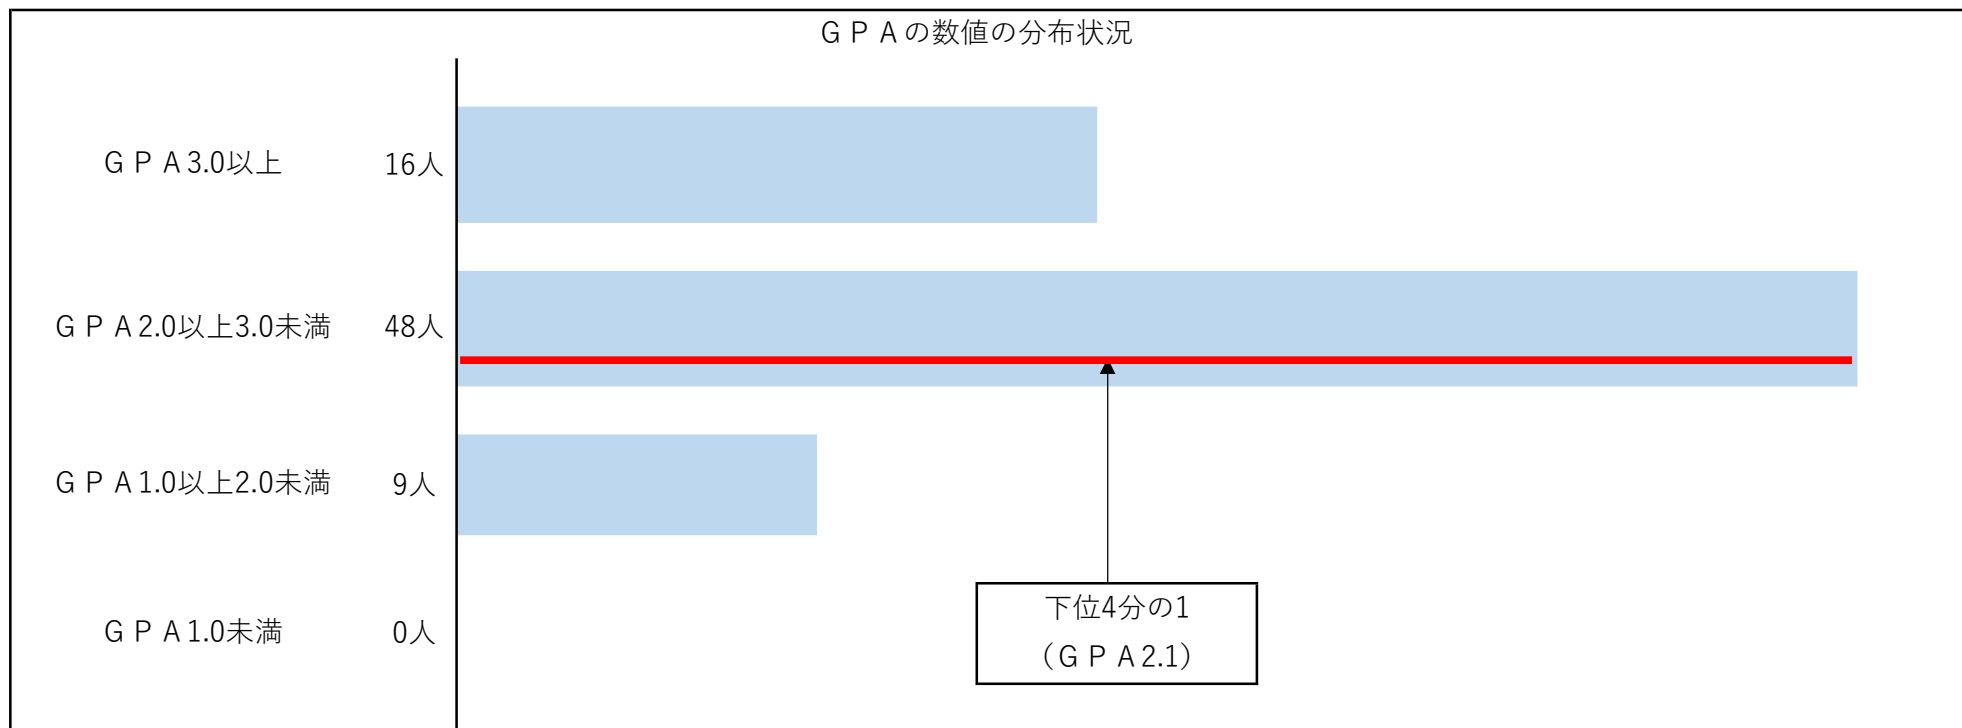 ＧＰＡの数値の分布状況
ＧＰＡ3.0以上 16人
ＧＰＡ2.0以上3.0未満 48人
ＧＰＡ1.0以上2.0未満 9人
ＧＰＡ1.0未満 0人
下位4分の1
（ＧＰＡ2.1）